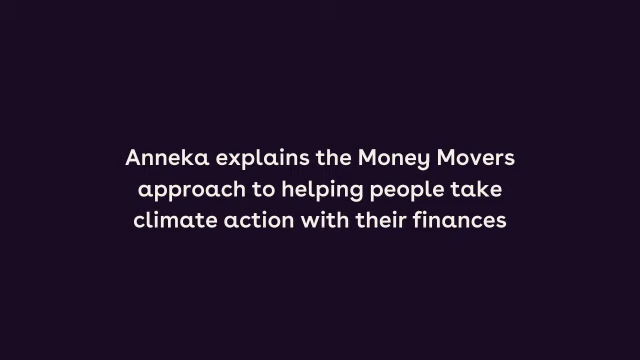 Anneka explains the Money Movers
approach to helping people take
climate action with their finances